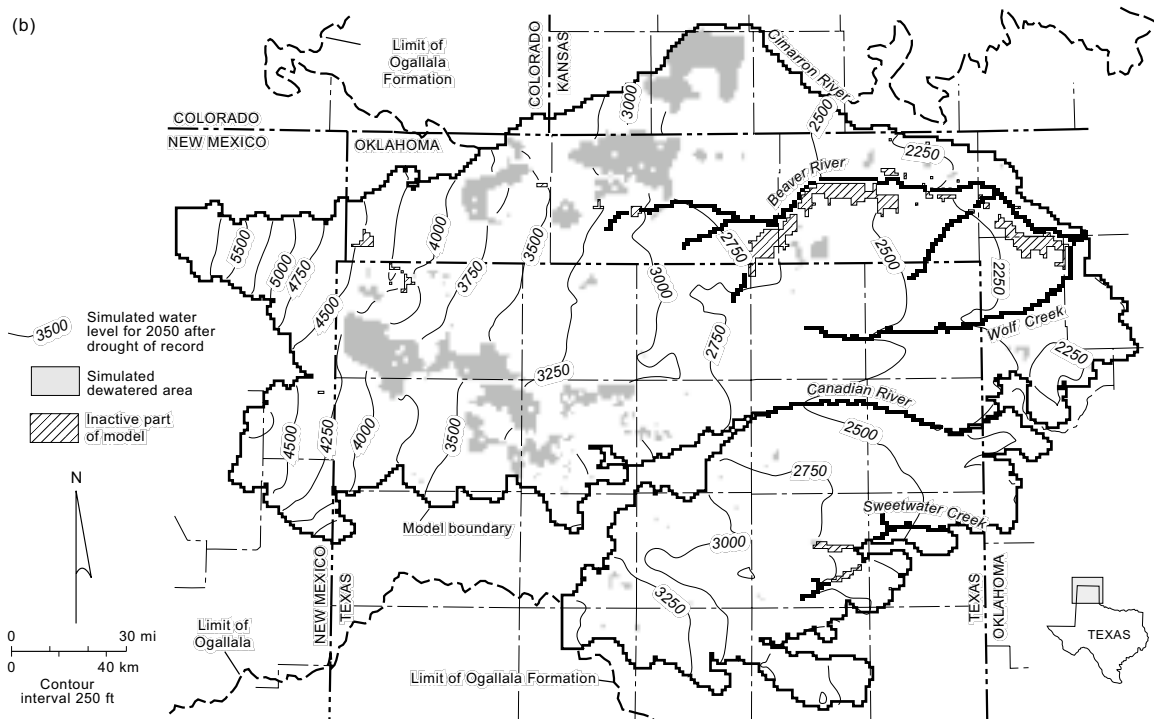 (b)
Limit of
Ogallala
Formation
COLORADO
KANSAS
Cimarron River
3000
2500
COLORADO
NEW MEXICO
OKLAHOMA
2250
Beaver River
5500
5000
4750
4500
4000
3750
3500
3000
2750
2500
2250
3500
Simulated water
level for 2050 after
drought of record
Simulated
dewatered area
Inactive part
of model
2750
Wolf Creek
2250
3250
Canadian River
4500
4250
4000
3500
2500
2750
N
Model boundary
Sweetwater Creek
3000
NEW MEXICO
TEXAS
TEXAS
OKLAHOMA
3250
0 30 mi
0 40 km
Contour
interval 250 ft
Limit of
Ogallala
Limit of Ogallala Formation
TEXAS